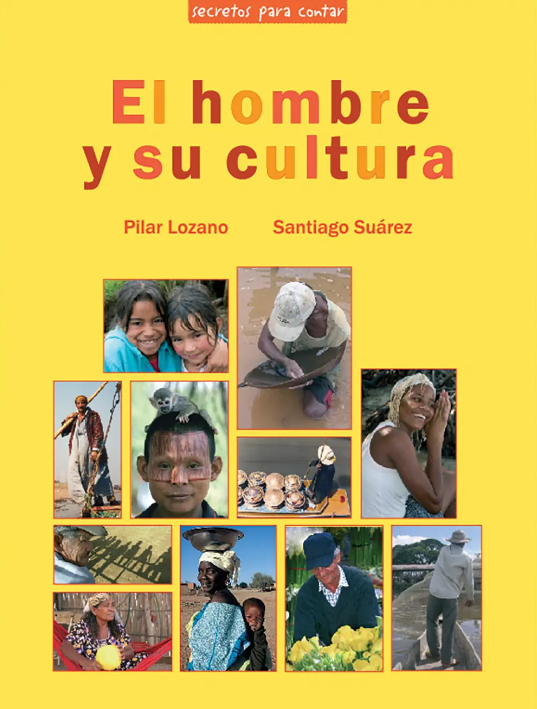 secretos para contar
El hombre
y su cultura
Pilar Lozano Santiago Suárez